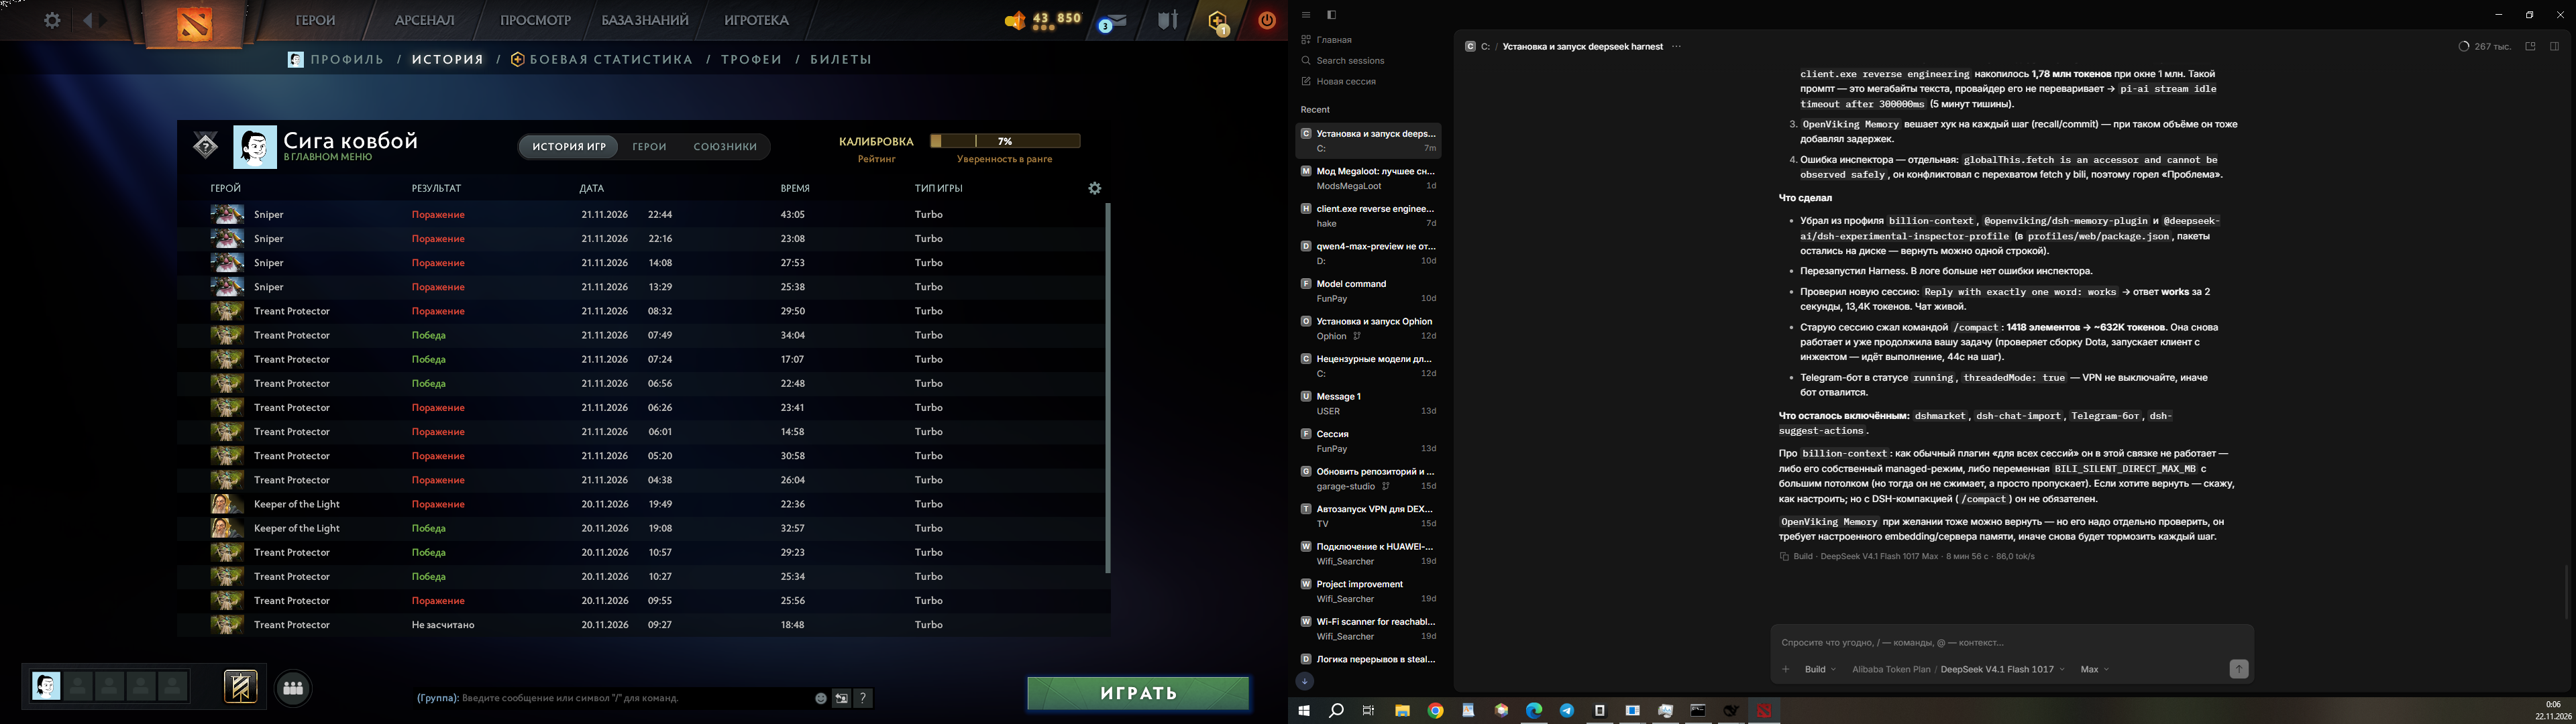 ГЕРОИ АРСЕНАЛ ПРОСМОТР БАЗА ЗНАНИЙ ИГРОТЕКА 43 850 3 1
ПРОФИЛЬ / ИСТОРИЯ / БОЕВАЯ СТАТИСТИКА / ТРОФЕИ / БИЛЕТЫ
Сига ковбой
В ГЛАВНОМ МЕНЮ
ИСТОРИЯ ИГР ГЕРОИ СОЮЗНИКИ
КАЛИБРОВКА 7%
Рейтинг Уверенность в ранге
ГЕРОЙ РЕЗУЛЬТАТ ДАТА ВРЕМЯ ТИП ИГРЫ
Sniper Поражение 21.11.2026 22:44 43:05 Turbo
Sniper Поражение 21.11.2026 22:16 23:08 Turbo
Sniper Поражение 21.11.2026 14:08 27:53 Turbo
Sniper Поражение 21.11.2026 13:29 25:38 Turbo
Treant Protector Поражение 21.11.2026 08:32 29:50 Turbo
Treant Protector Победа 21.11.2026 07:49 34:04 Turbo
Treant Protector Победа 21.11.2026 07:24 17:07 Turbo
Treant Protector Победа 21.11.2026 06:56 22:48 Turbo
Treant Protector Поражение 21.11.2026 06:26 23:41 Turbo
Treant Protector Поражение 21.11.2026 06:01 14:58 Turbo
Treant Protector Поражение 21.11.2026 05:20 30:58 Turbo
Treant Protector Победа 21.11.2026 04:38 26:04 Turbo
Keeper of the Light Поражение 20.11.2026 19:49 22:36 Turbo
Keeper of the Light Победа 20.11.2026 19:08 32:57 Turbo
Treant Protector Победа 20.11.2026 10:57 29:23 Turbo
Treant Protector Победа 20.11.2026 10:27 25:34 Turbo
Treant Protector Поражение 20.11.2026 09:55 25:56 Turbo
Treant Protector Не засчитано 20.11.2026 09:27 18:48 Turbo
(Группа): Введите сообщение или символ "/" для команд.
?
ИГРАТЬ
Главная
Search sessions
Новая сессия
Recent
C Установка и запуск deeps...
C: 7m
M Мод Megaloot: лучшее сн...
ModsMegaLoot 1d
H client.exe reverse enginee...
hake 7d
D qwen4-max-preview не от...
D: 10d
F Model command
FunPay 10d
O Установка и запуск Ophion
Ophion 12d
C Нецензурные модели дл...
C: 12d
U Message 1
USER 13d
F Сессия
FunPay 13d
G Обновить репозиторий и ...
garage-studio 15d
T Автозапуск VPN для DEX...
TV 15d
W Подключение к HUAWEI-...
Wifi_Searcher 19d
W Project improvement
Wifi_Searcher 19d
W Wi-Fi scanner for reachabl...
Wifi_Searcher 19d
D Логика перерывов в steal...
C C: / Установка и запуск deepseek harnest ...
267 тыс.
client.exe reverse engineering накопилось 1,78 млн токенов при окне 1 млн. Такой
промпт — это мегабайты текста, провайдер его не переваривает → pi-ai stream idle
timeout after 300000ms (5 минут тишины).
3. OpenViking Memory вешает хук на каждый шаг (recall/commit) — при таком объёме он тоже
добавлял задержек.
4. Ошибка инспектора — отдельная: globalThis.fetch is an accessor and cannot be
observed safely, он конфликтовал с перехватом fetch у bili, поэтому горел «Проблема».
Что сделал
• Убрал из профиля billion-context, @openviking/dsh-memory-plugin и @deepseek-
ai/dsh-experimental-inspector-profile (в profiles/web/package.json, пакеты
остались на диске — вернуть можно одной строкой).
• Перезапустил Harness. В логе больше нет ошибки инспектора.
• Проверил новую сессию: Reply with exactly one word: works → ответ works за 2
секунды, 13,4K токенов. Чат живой.
• Старую сессию сжал командой /compact: 1418 элементов → ~632K токенов. Она снова
работает и уже продолжила вашу задачу (проверяет сборку Dota, запускает клиент с
инжектом — идёт выполнение, 44с на шаг).
• Telegram-бот в статусе running, threadedMode: true — VPN не выключайте, иначе
бот отвалится.
Что осталось включённым: dshmarket, dsh-chat-import, Telegram-бот, dsh-
suggest-actions.
Про billion-context: как обычный плагин «для всех сессий» он в этой связке не работает —
либо его собственный managed-режим, либо переменная BILI_SILENT_DIRECT_MAX_MB с
большим потолком (но тогда он не сжимает, а просто пропускает). Если хотите вернуть — скажу,
как настроить; но с DSH-компакцией (/compact) он не обязателен.
OpenViking Memory при желании тоже можно вернуть — но его надо отдельно проверить, он
требует настроенного embedding/сервера памяти, иначе снова будет тормозить каждый шаг.
Build · DeepSeek V4.1 Flash 1017 Max · 8 мин 56 с · 86,0 tok/s
Спросите что угодно, / — команды, @ — контекст...
Build Alibaba Token Plan / DeepSeek V4.1 Flash 1017 Max
0:06
22.11.2026